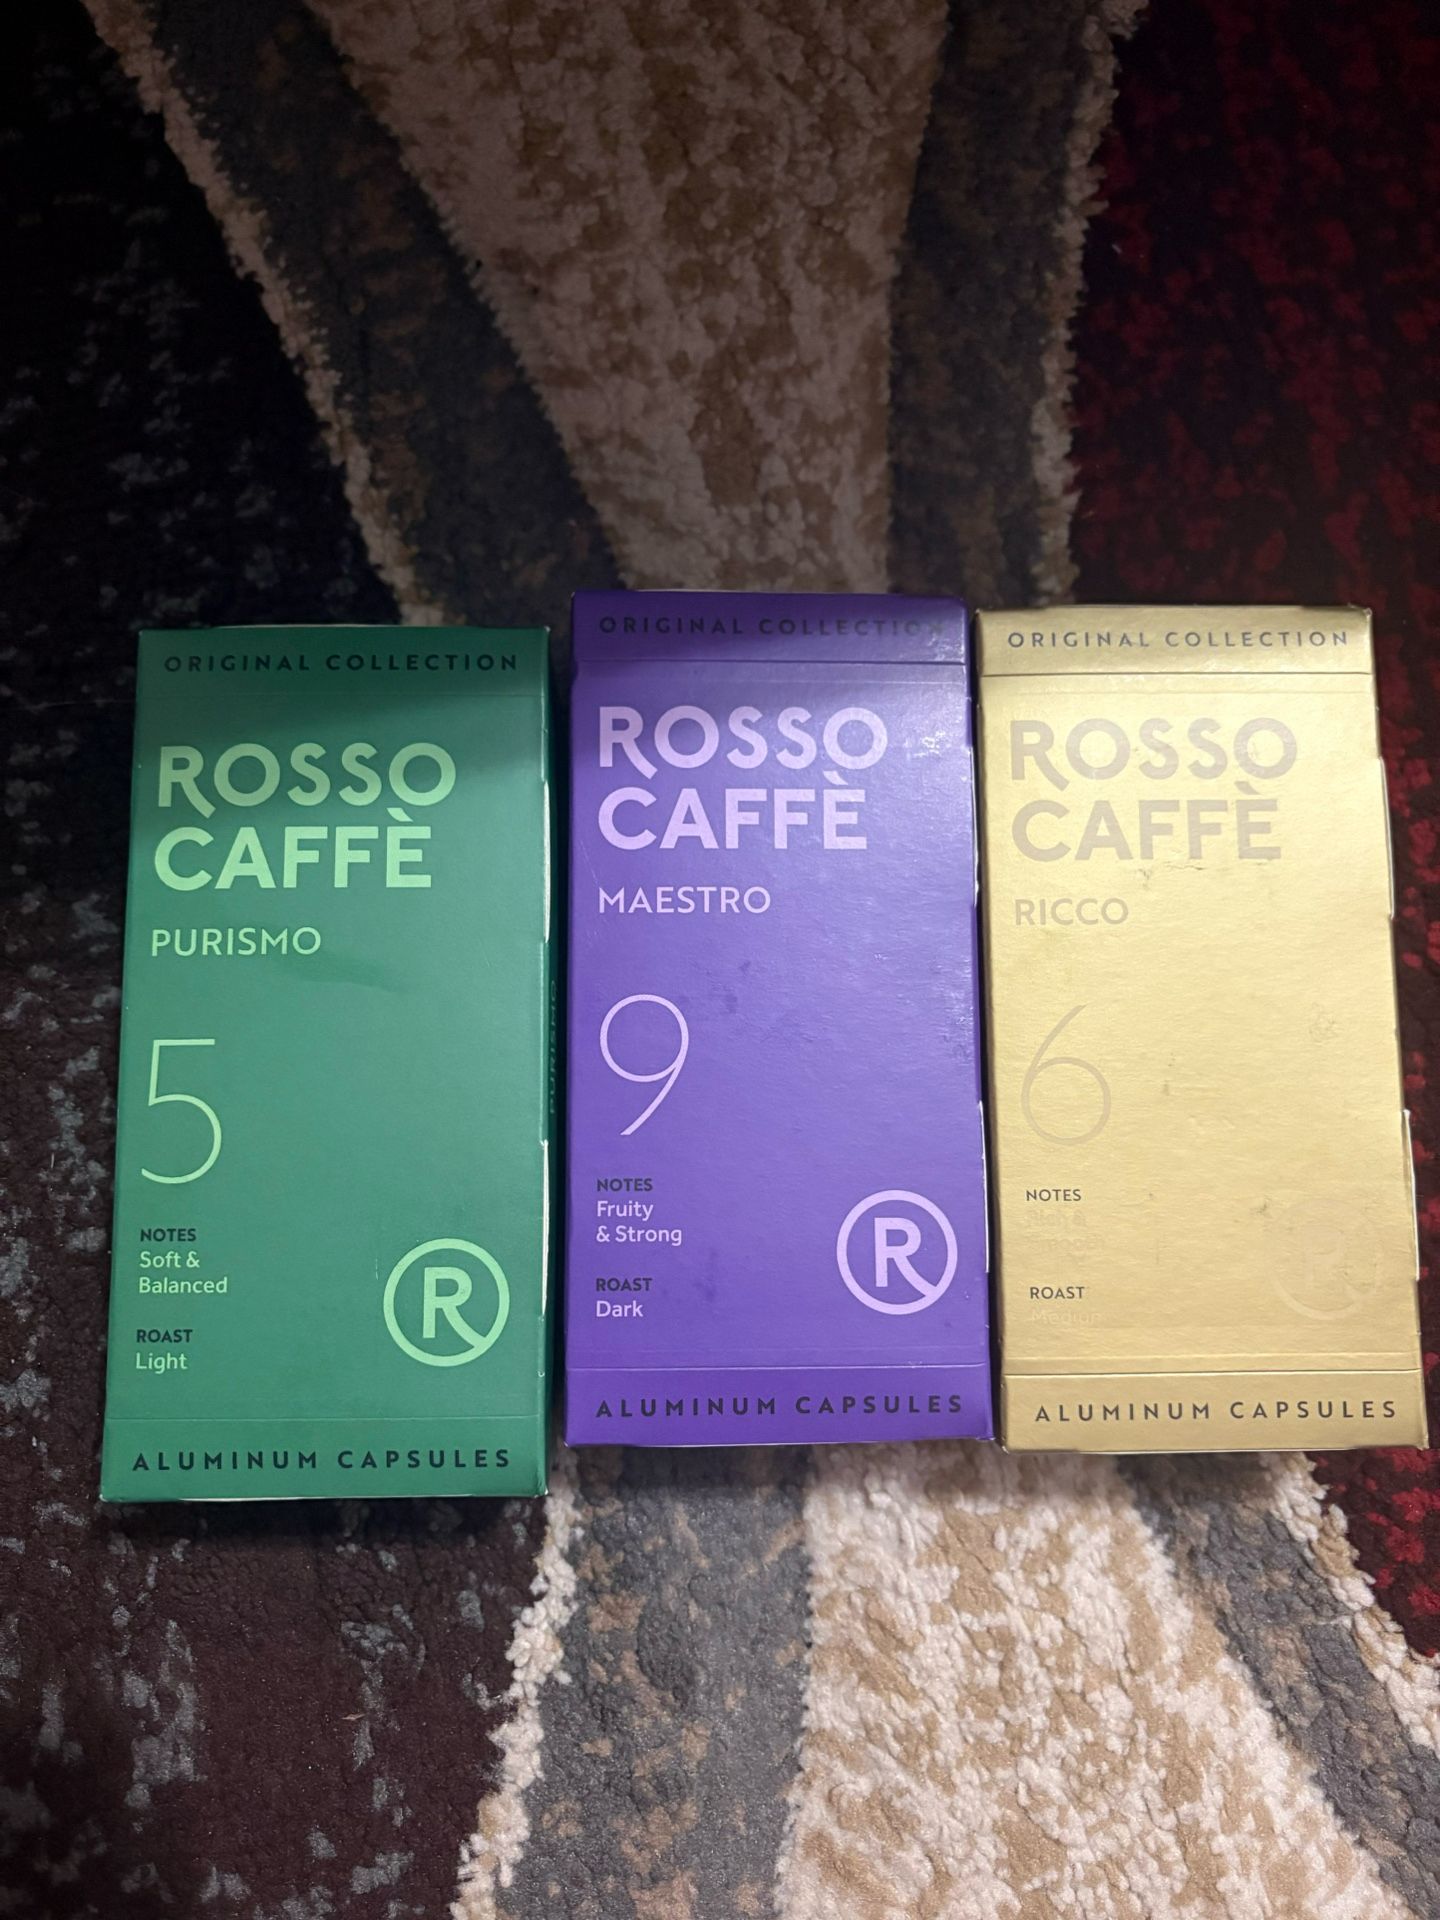 ORIGINAL COLLECTION
ROSSO
CAFFÈ
PURISMO
5
NOTES
Soft &
Balanced
ROAST
Light
R
ALUMINUM CAPSULES
PURISMO
ORIGINAL COLLECTION
ROSSO
CAFFÈ
MAESTRO
9
NOTES
Fruity
& Strong
ROAST
Dark
R
ALUMINUM CAPSULES
ORIGINAL COLLECTION
ROSSO
CAFFÈ
RICCO
6
NOTES
ROAST
Medium
R
ALUMINUM CAPSULES